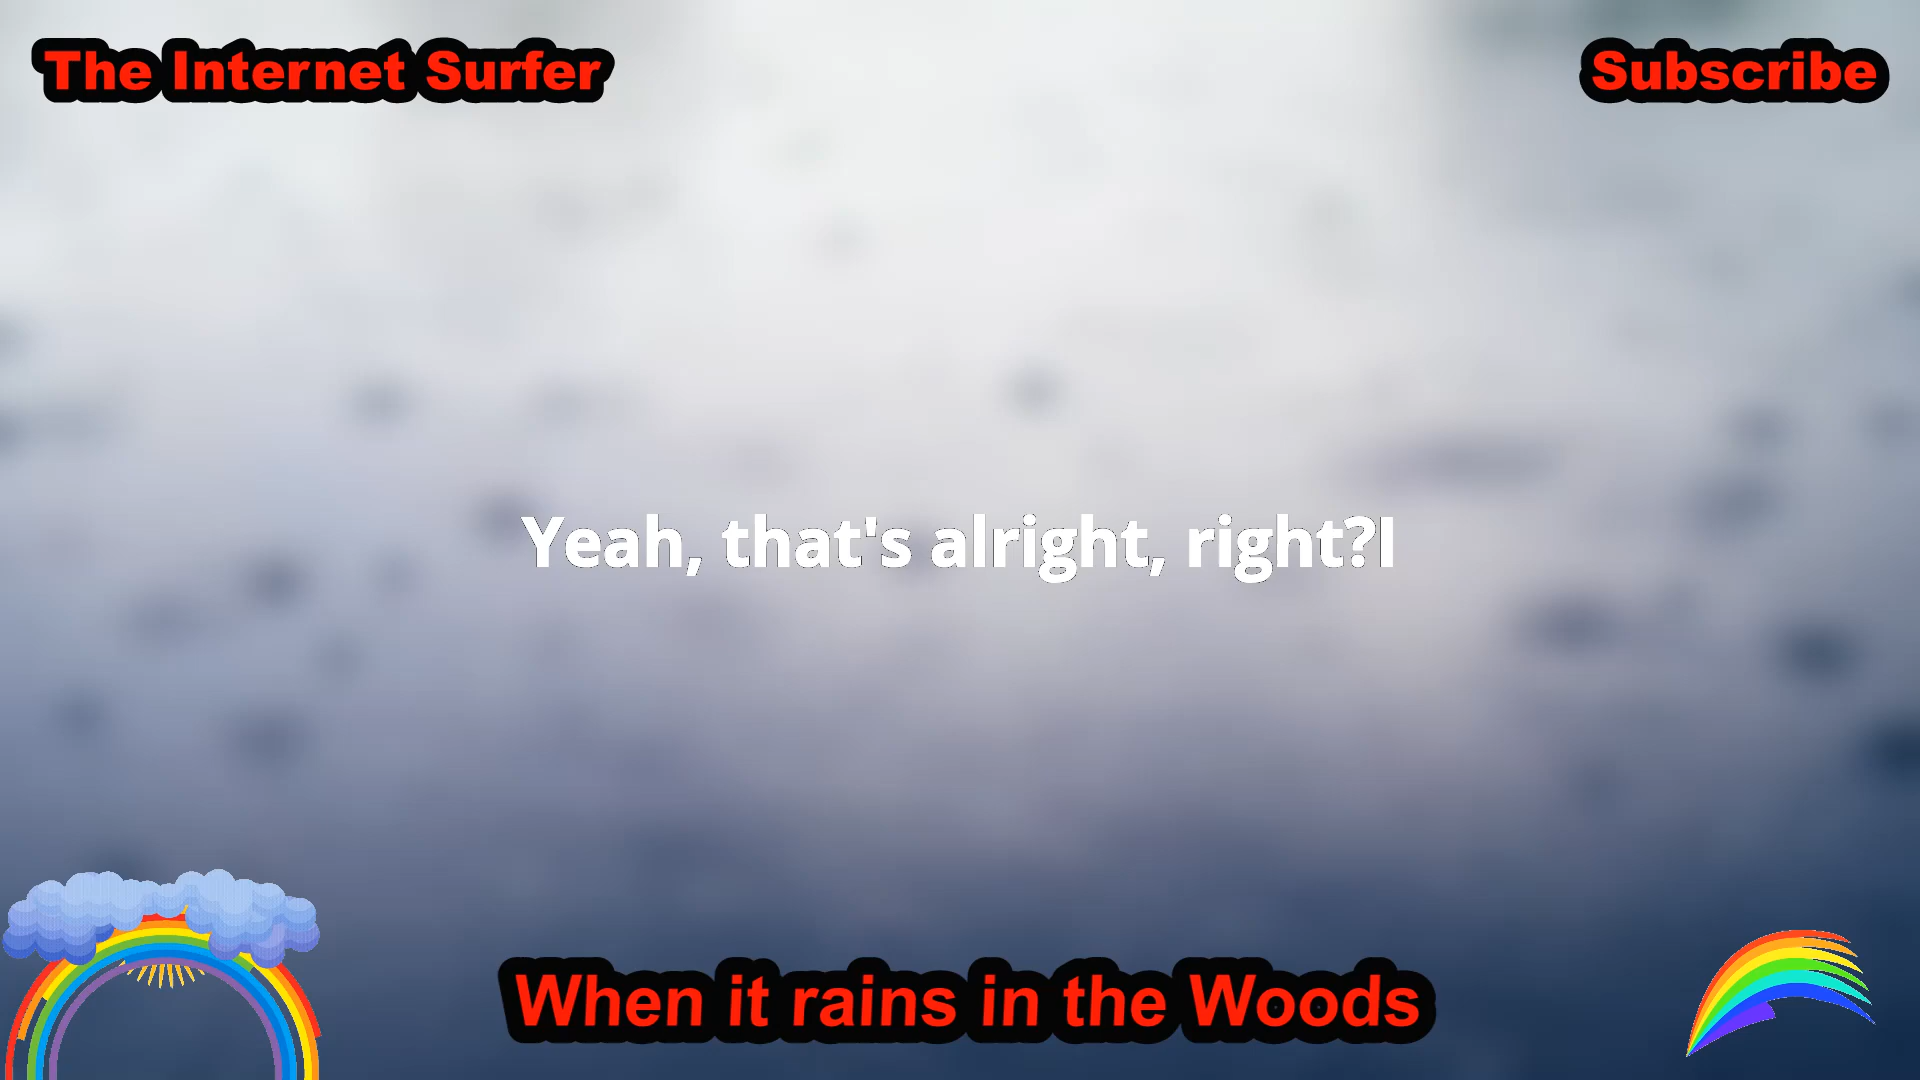 The Internet Surfer
Subscribe
Yeah, that's alright, right?I
When it rains in the Woods